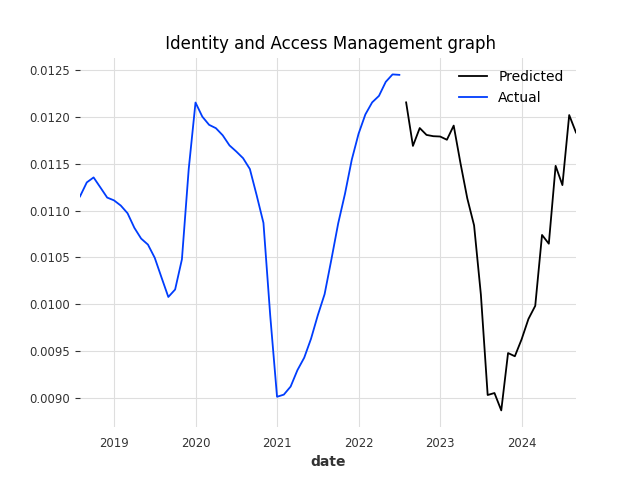 Identity and Access Management graph
Predicted
Actual
0.0125
0.0120
0.0115
0.0110
0.0105
0.0100
0.0095
0.0090
2019 2020 2021 2022 2023 2024
date